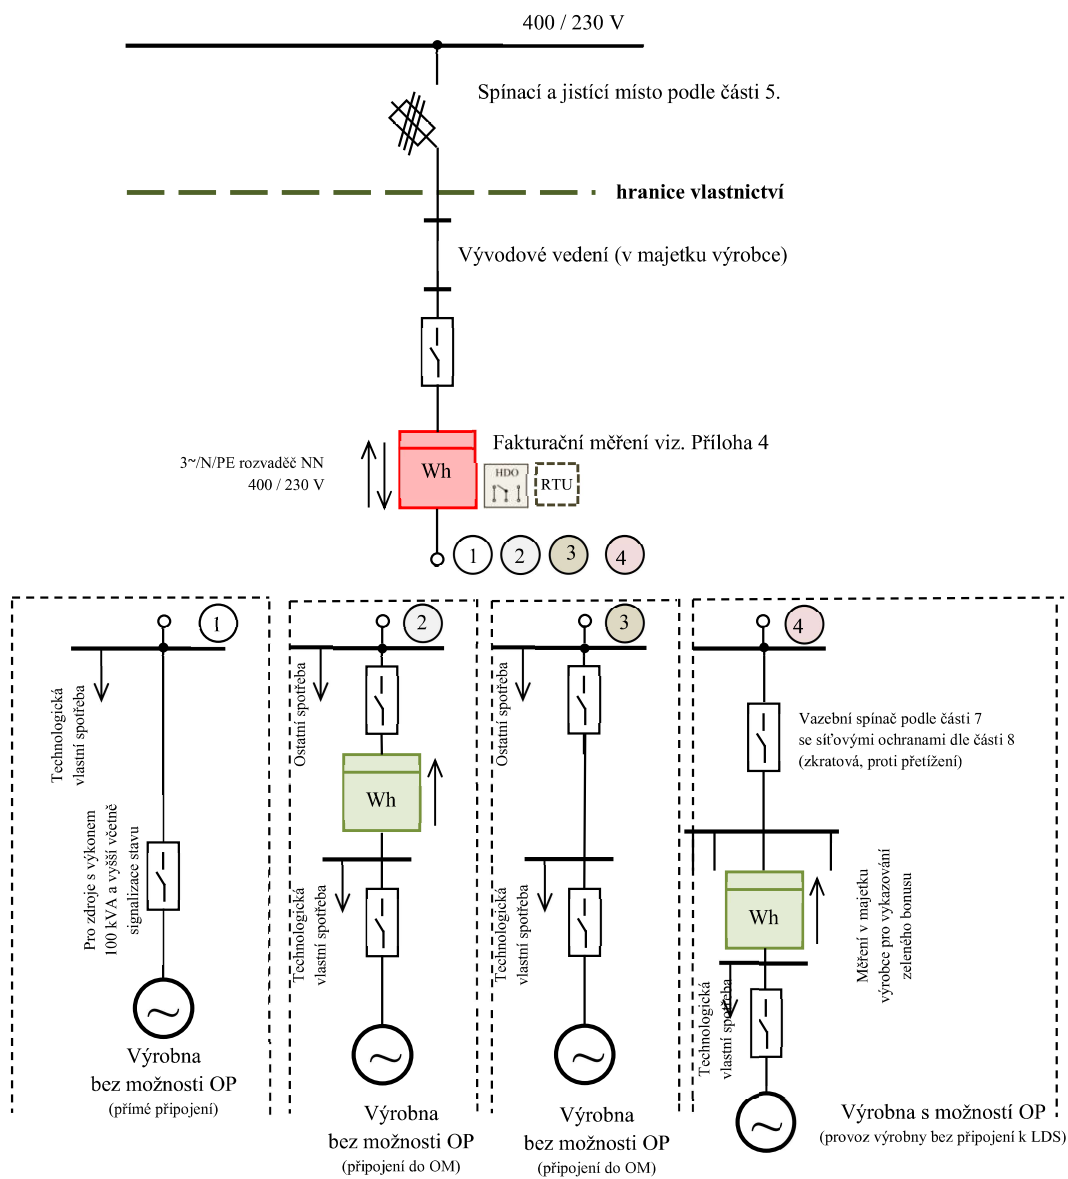 400 / 230 V
Spínací a jistící místo podle části 5.
hranice vlastnictví
Vývodové vedení (v majetku výrobce)
Fakturační měření viz. Příloha 4
3~/N/PE rozvaděč NN
400 / 230 V
Wh
HDO
RTU
1
2
3
4
1
Technologická
vlastní spotřeba
Pro zdroje s výkonem
100 kVA a vyšší včetně
signalizace stavu
Výrobna
bez možnosti OP
(přímé připojení)
2
Ostatní spotřeba
Wh
Technologická
vlastní spotřeba
Výrobna
bez možnosti OP
(připojení do OM)
3
Ostatní spotřeba
Technologická
vlastní spotřeba
Výrobna
bez možnosti OP
(připojení do OM)
4
Vazební spínač podle části 7
se síťovými ochranami dle části 8
(zkratová, proti přetížení)
Wh
Měření v majetku
výrobce pro vykazování
zeleného bonusu
Technologická
vlastní spotřeba
Výrobna s možností OP
(provoz výrobny bez připojení k LDS)